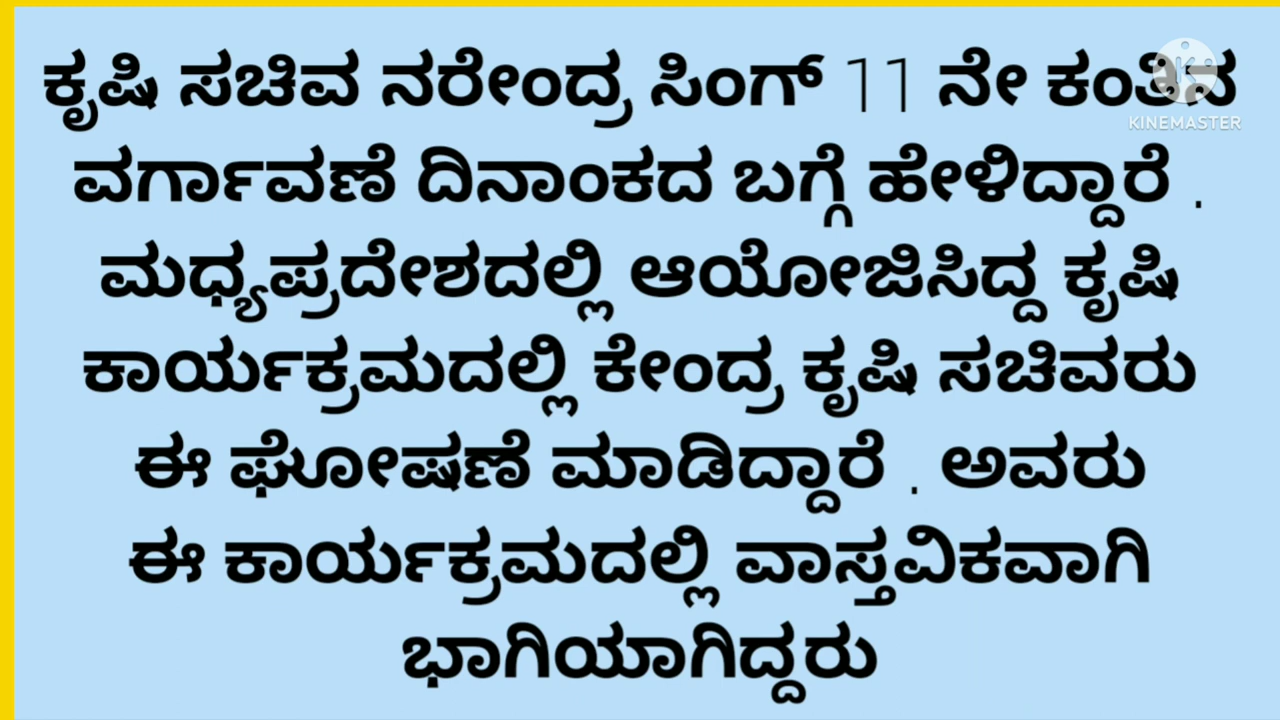 ಕೃಷಿ ಸಚಿವ ನರೇಂದ್ರ ಸಿಂಗ್ 11 ನೇ ಕಂತಿನ
KINEMASTER
ವರ್ಗಾವಣೆ ದಿನಾಂಕದ ಬಗ್ಗೆ ಹೇಳಿದ್ದಾರೆ .
ಮಧ್ಯಪ್ರದೇಶದಲ್ಲಿ ಆಯೋಜಿಸಿದ್ದ ಕೃಷಿ
ಕಾರ್ಯಕ್ರಮದಲ್ಲಿ ಕೇಂದ್ರ ಕೃಷಿ ಸಚಿವರು
ಈ ಘೋಷಣೆ ಮಾಡಿದ್ದಾರೆ . ಅವರು
ಈ ಕಾರ್ಯಕ್ರಮದಲ್ಲಿ ವಾಸ್ತವಿಕವಾಗಿ
ಭಾಗಿಯಾಗಿದ್ದರು